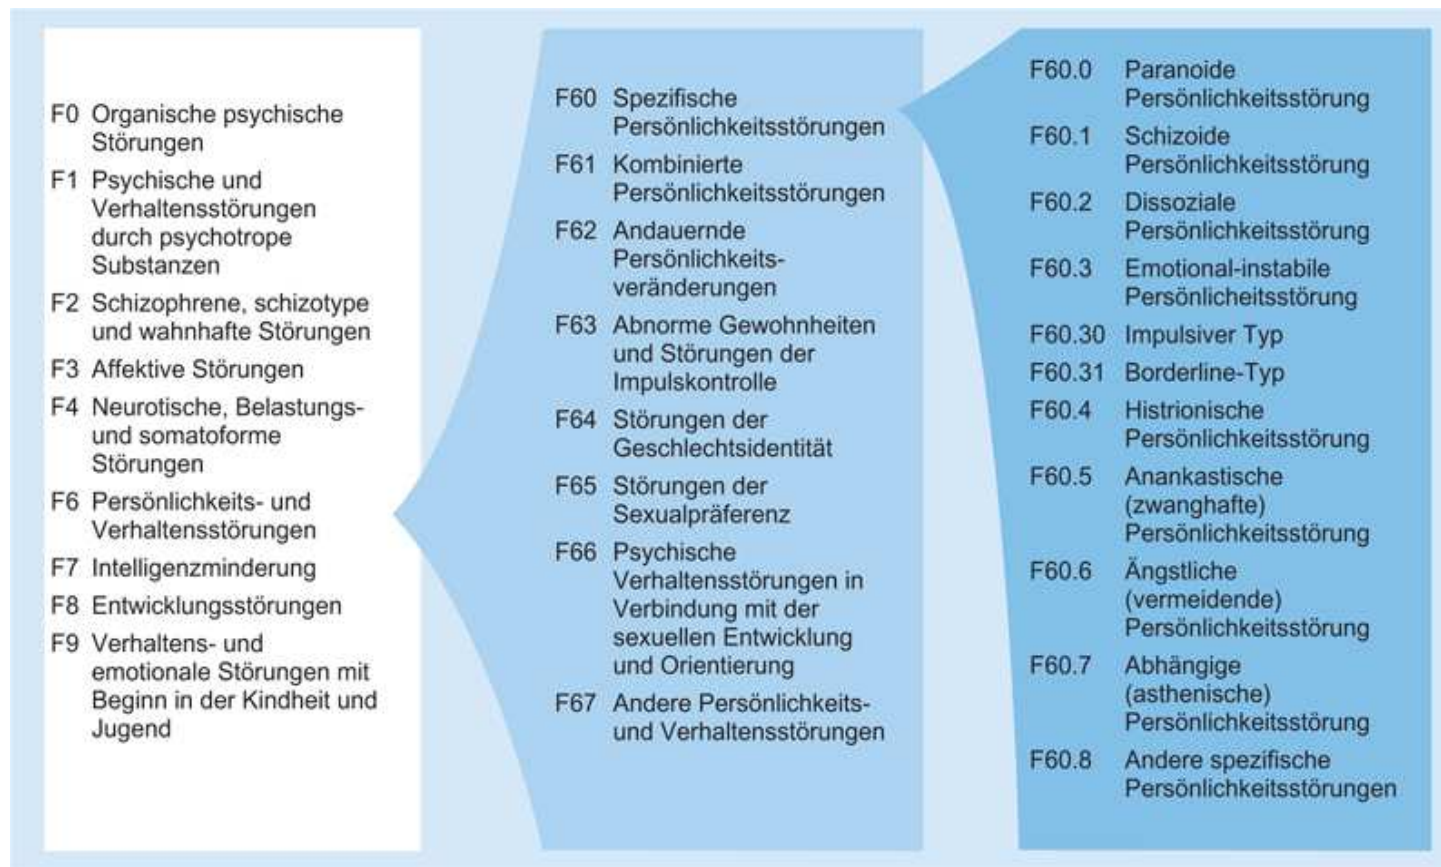 F0 Organische psychische
Störungen
F1 Psychische und
Verhaltensstörungen
durch psychotrope
Substanzen
F2 Schizophrene, schizotype
und wahnhafte Störungen
F3 Affektive Störungen
F4 Neurotische, Belastungs-
und somatoforme
Störungen
F6 Persönlichkeits- und
Verhaltensstörungen
F7 Intelligenzminderung
F8 Entwicklungsstörungen
F9 Verhaltens- und
emotionale Störungen mit
Beginn in der Kindheit und
Jugend
F60 Spezifische
Persönlichkeitsstörungen
F61 Kombinierte
Persönlichkeitsstörungen
F62 Andauernde
Persönlichkeits-
veränderungen
F63 Abnorme Gewohnheiten
und Störungen der
Impulskontrolle
F64 Störungen der
Geschlechtsidentität
F65 Störungen der
Sexualpräferenz
F66 Psychische
Verhaltensstörungen in
Verbindung mit der
sexuellen Entwicklung
und Orientierung
F67 Andere Persönlichkeits-
und Verhaltensstörungen
F60.0 Paranoide
Persönlichkeitsstörung
F60.1 Schizoide
Persönlichkeitsstörung
F60.2 Dissoziale
Persönlichkeitsstörung
F60.3 Emotional-instabile
Persönlicheitsstörung
F60.30 Impulsiver Typ
F60.31 Borderline-Typ
F60.4 Histrionische
Persönlichkeitsstörung
F60.5 Anankastische
(zwanghafte)
Persönlichkeitsstörung
F60.6 Ängstliche
(vermeidende)
Persönlichkeitsstörung
F60.7 Abhängige
(asthenische)
Persönlichkeitsstörung
F60.8 Andere spezifische
Persönlichkeitsstörungen